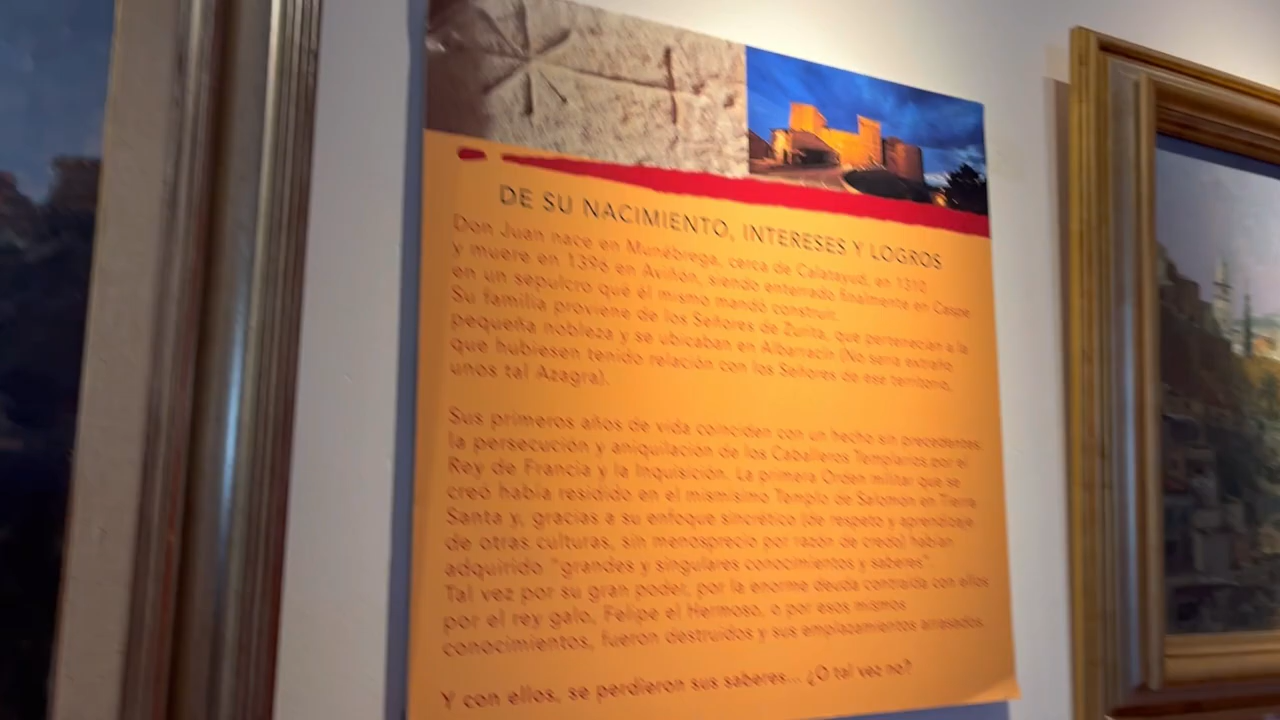 DE SU NACIMIENTO, INTERESES Y LOGROS
Don Juan nace en Munébrega, cerca de Calatayud, en 1310
y muere en 1396 en Aviñón, siendo enterrado finalmente en Caspe
en un sepulcro que él mismo mandó construir.
Su familia proviene de los Señores de Zurita, que pertenecían a la
pequeña nobleza y se ubicaban en Albarracín (No sería extraño
que hubiesen tenido relación con los Señores de ese territorio,
unos tal Azagra).
Sus primeros años de vida coinciden con un hecho sin precedentes:
la persecución y aniquilación de los Caballeros Templarios por el
Rey de Francia y la Inquisición. La primera Orden militar que se
creó había residido en el mismísimo Templo de Salomón en Tierra
Santa y, gracias a su enfoque sincrético (de respeto y aprendizaje
de otras culturas, sin menosprecio por razón de credo) habían
adquirido "grandes y singulares conocimientos y saberes".
Tal vez por su gran poder, por la enorme deuda contraída con ellos
por el rey galo, Felipe el Hermoso, o por esos mismos
conocimientos, fueron destruidos y sus emplazamientos arrasados.
Y con ellos, se perdieron sus saberes... ¿O tal vez no?